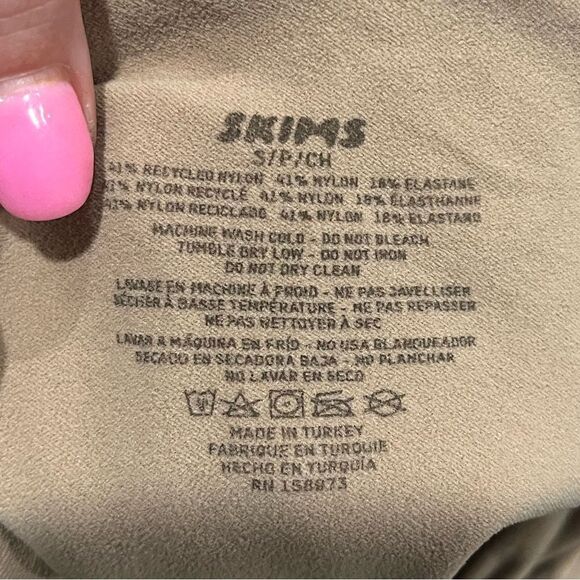 SKIMS
S/P/CH
41% RECYCLED NYLON 41% NYLON 18% ELASTANE
41% NYLON RECYCLÉ 41% NYLON 18% ÉLASTHANNE
41% NYLON RECICLADO 41% NYLON 18% ELASTANO
MACHINE WASH COLD - DO NOT BLEACH
TUMBLE DRY LOW - DO NOT IRON
DO NOT DRY CLEAN
LAVAGE EN MACHINE À FROID - NE PAS JAVELLISER
SÉCHER À BASSE TEMPÉRATURE - NE PAS REPASSER
NE PAS NETTOYER À SEC
LAVAR A MÁQUINA EN FRÍO - NO USA BLANQUEADOR
SECADO EN SECADORA BAJA - NO PLANCHAR
NO LAVAR EN SECO
MADE IN TURKEY
FABRIQUÉ EN TURQUIE
HECHO EN TURQUÍA
RN 158973